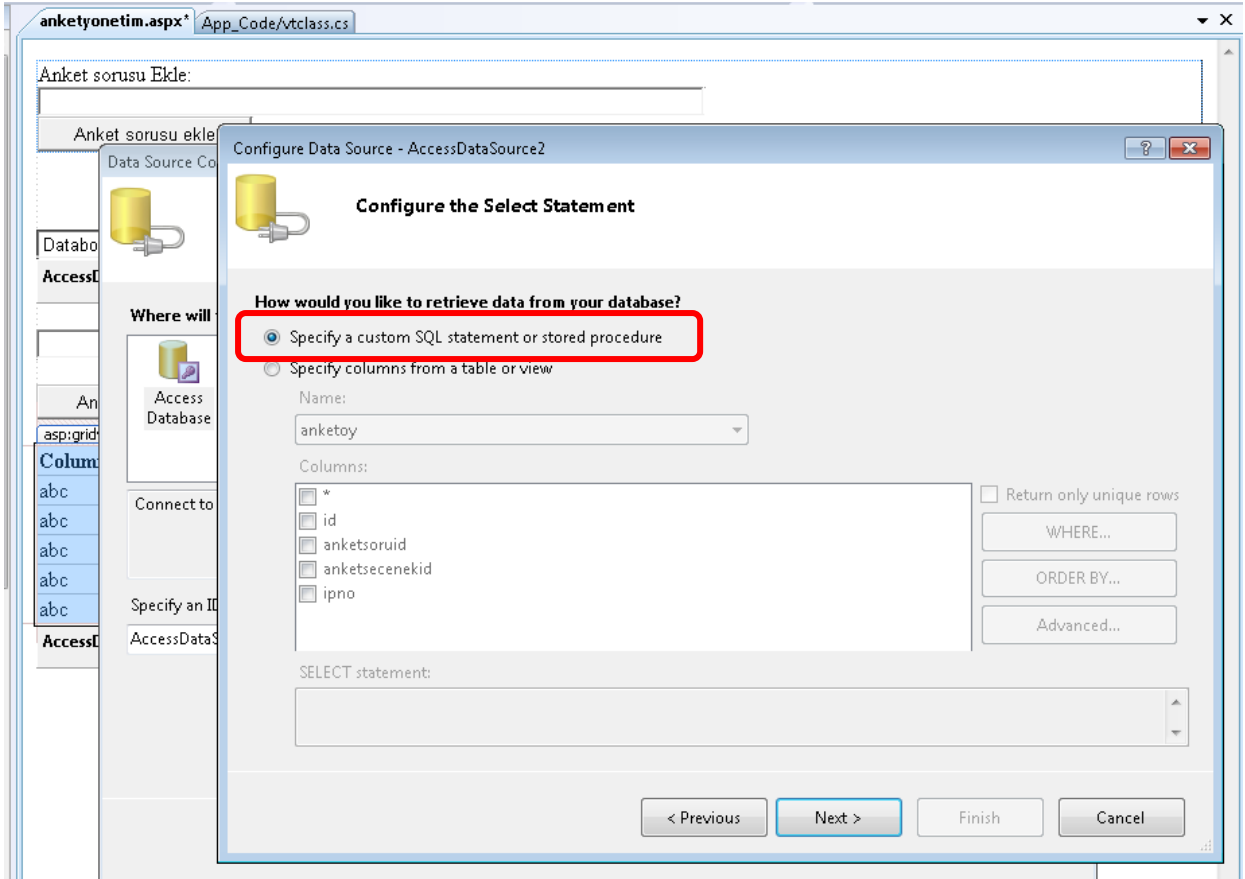 anketyonetim.aspx* App_Code/vtclass.cs
Anket sorusu Ekle:
Anket sorusu ekle
Data Source Co
Configure Data Source - AccessDataSource2
Configure the Select Statement
Databo
AccessD
Where will
How would you like to retrieve data from your database?
Specify a custom SQL statement or stored procedure
Specify columns from a table or view
Access
Database
Name:
anketoy
An
asp:grid
Columns:
Colum
*
Return only unique rows
abc
Connect to
id
WHERE...
abc
anketsoruid
abc
anketsecenekid
ORDER BY...
abc
ipno
abc
Specify an ID
Advanced...
AccessD
AccessDataS
SELECT statement:
< Previous
Next >
Finish
Cancel